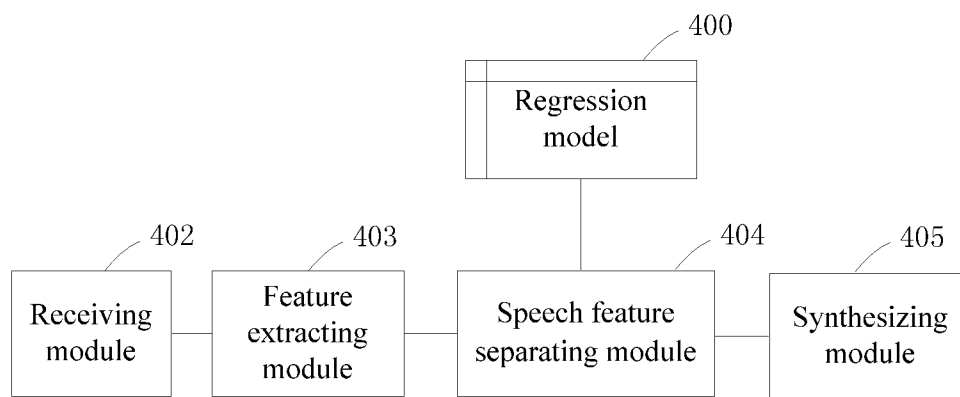 400
Regression
model
402
403
404
405
Receiving
module
Feature
extracting
module
Speech feature
separating module
Synthesizing
module